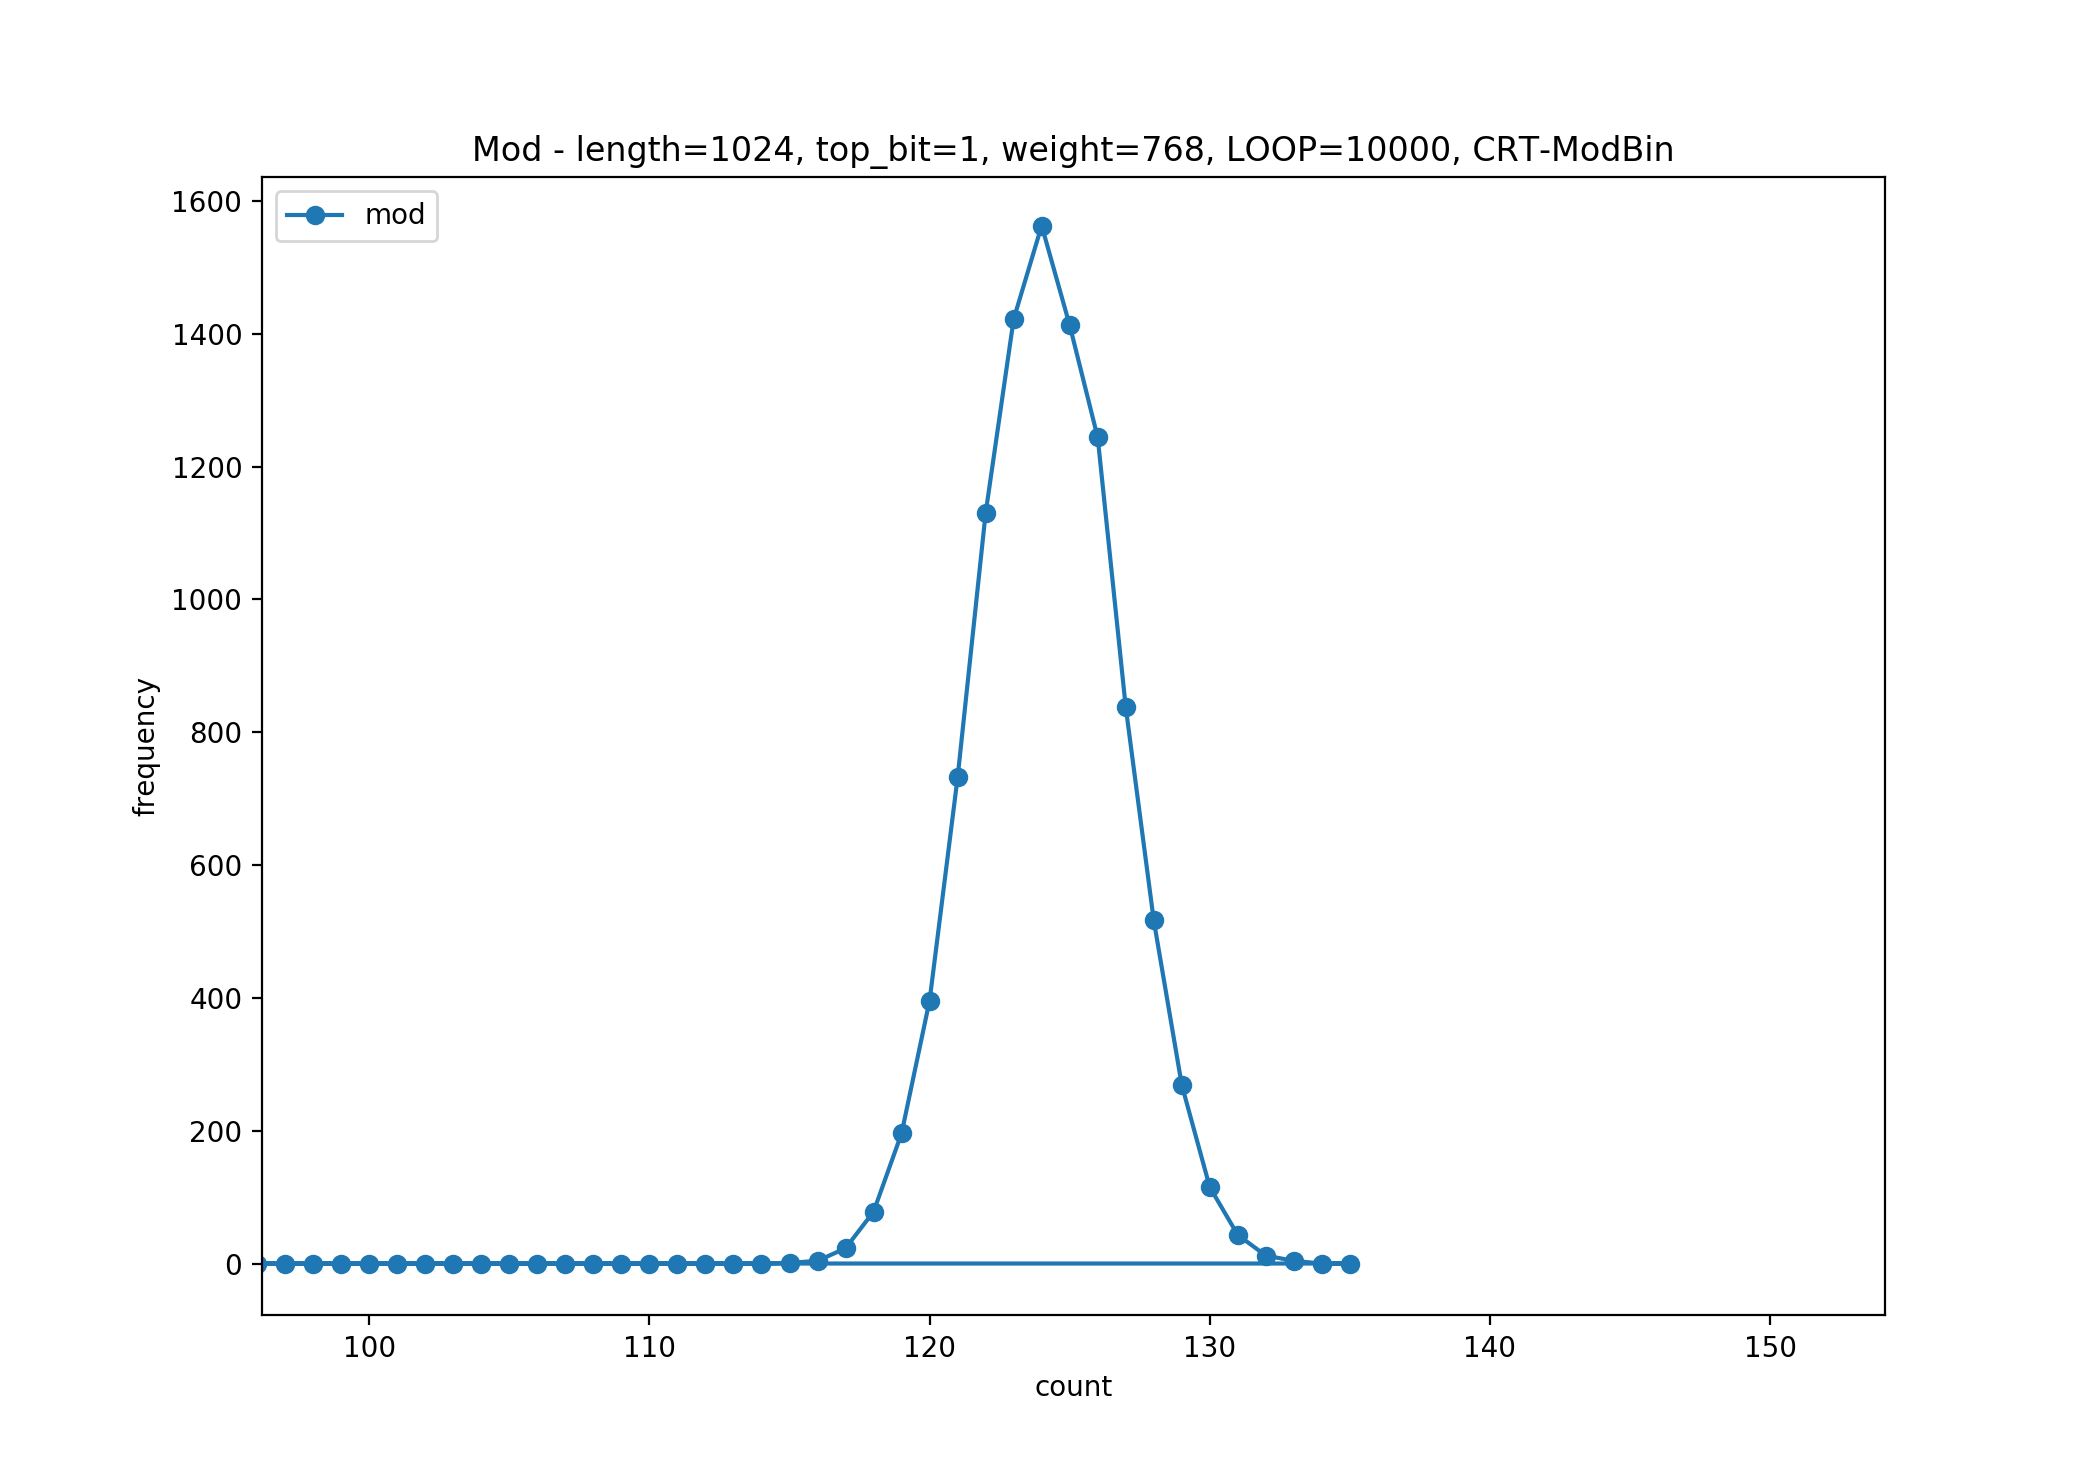 Mod - length=1024, top_bit=1, weight=768, LOOP=10000, CRT-ModBin
mod
1600
1400
1200
1000
800
600
400
200
0
frequency
100 110 120 130 140 150
count